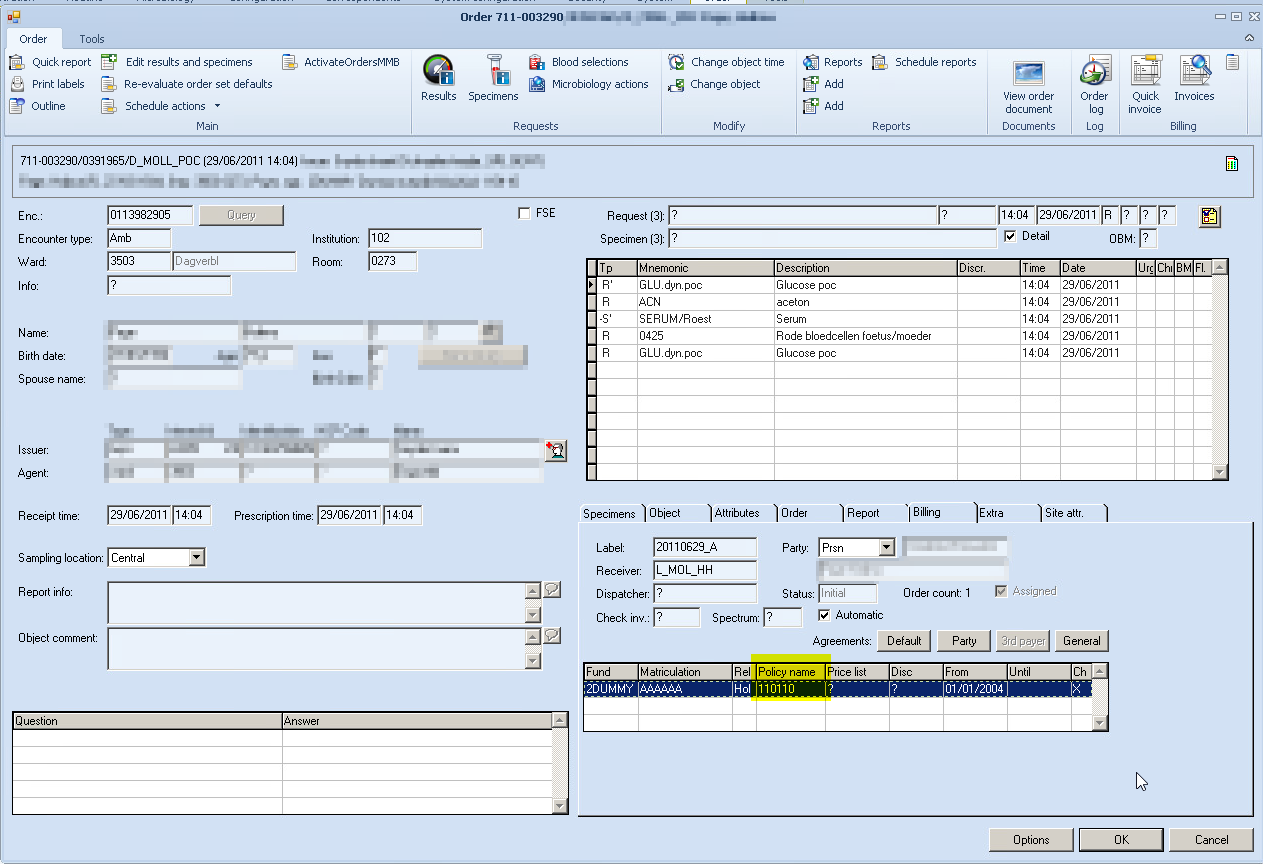 Order 711-003290
Order Tools
Quick report Edit results and specimens ActivateOrdersMMB
Print labels Re-evaluate order set defaults
Outline Schedule actions
Main
Results Specimens Blood selections
Microbiology actions
Requests
Change object time
Change object
Modify
Reports Schedule reports
Add
Add
Reports
View order
document
Documents
Order
log
Log
Quick
invoice
Invoices
Billing
711-003290/0391965/D_MOLL_POC (29/06/2011 14:04)
Enc.: 0113982905 Query FSE
Encounter type: Amb Institution: 102
Ward: 3503 Dagverbl Room: 0273
Info: ?
Name:
Birth date:
Spouse name:
Issuer:
Agent:
Receipt time: 29/06/2011 14:04 Prescription time: 29/06/2011 14:04
Sampling location: Central
Report info:
Object comment:
Question Answer
Request (3): ? ? 14:04 29/06/2011 R ? ? ?
Specimen (3): ? Detail OBM: ?
Tp Mnemonic Description Discr. Time Date Urg Chr BM Fl.
R' GLU.dyn.poc Glucose poc 14:04 29/06/2011
R ACN aceton 14:04 29/06/2011
-S' SERUM/Roest Serum 14:04 29/06/2011
R 0425 Rode bloedcellen foetus/moeder 14:04 29/06/2011
R GLU.dyn.poc Glucose poc 14:04 29/06/2011
Specimens Object Attributes Order Report Billing Extra Site attr.
Label: 20110629_A Party: Prsn
Receiver: L_MOL_HH
Dispatcher: ? Status: Initial Order count: 1 Assigned
Check inv.: ? Spectrum: ? Automatic
Agreements: Default Party 3rd payer General
Fund Matriculation Rel Policy name Price list Disc From Until Ch
2DUMMY AAAAAA Hol 110110 ? ? 01/01/2004 X
Options OK Cancel